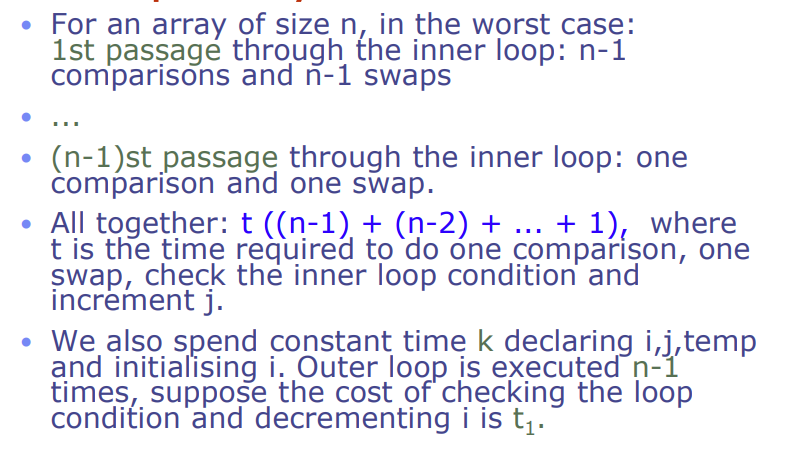 • For an array of size n, in the worst case:
1st passage through the inner loop: n-1
comparisons and n-1 swaps
• ...
• (n-1)st passage through the inner loop: one
comparison and one swap.
• All together: t ((n-1) + (n-2) + ... + 1), where
t is the time required to do one comparison, one
swap, check the inner loop condition and
increment j.
• We also spend constant time k declaring i,j,temp
and initialising i. Outer loop is executed n-1
times, suppose the cost of checking the loop
condition and decrementing i is t₁.